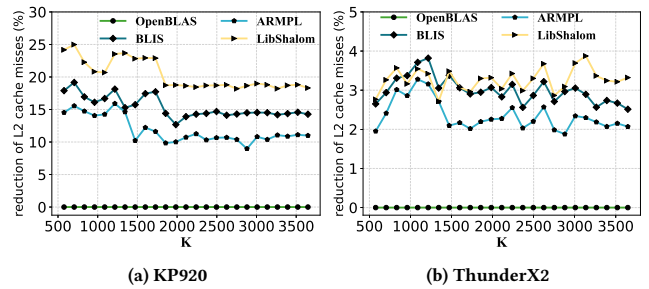 OpenBLAS
BLIS
ARMPL
LibShalom
reduction of L2 cache misses (%)
30
25
20
15
10
5
0
500 1000 1500 2000 2500 3000 3500
K
(a) KP920
OpenBLAS
BLIS
ARMPL
LibShalom
reduction of L2 cache misses (%)
5
4
3
2
1
0
500 1000 1500 2000 2500 3000 3500
K
(b) ThunderX2